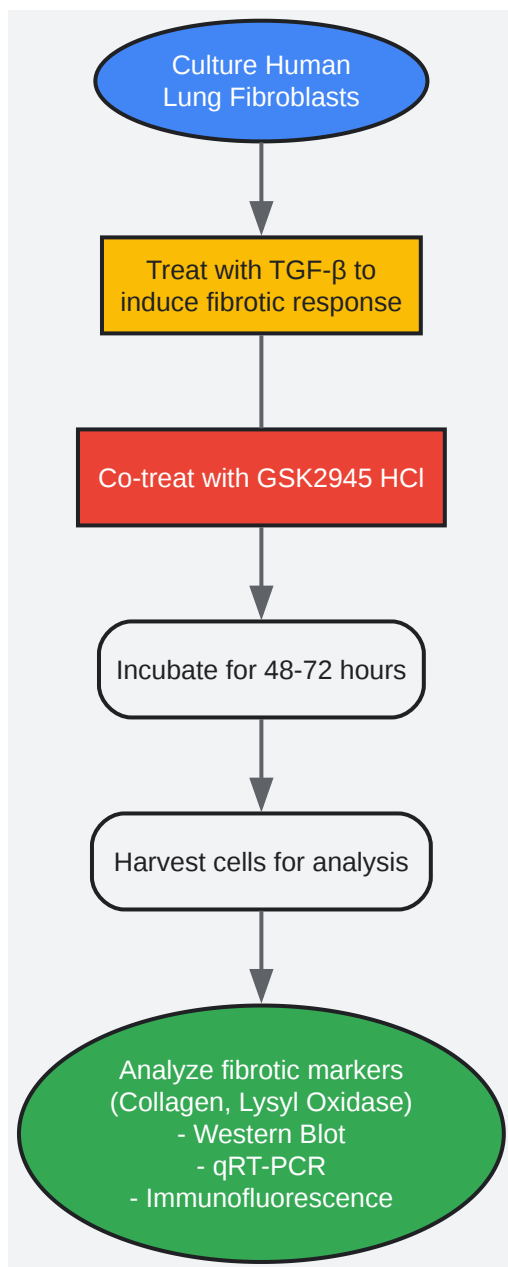 Culture Human
Lung Fibroblasts
Treat with TGF-β to
induce fibrotic response
Co-treat with GSK2945 HCl
Incubate for 48-72 hours
Harvest cells for analysis
Analyze fibrotic markers
(Collagen, Lysyl Oxidase)
- Western Blot
- qRT-PCR
- Immunofluorescence